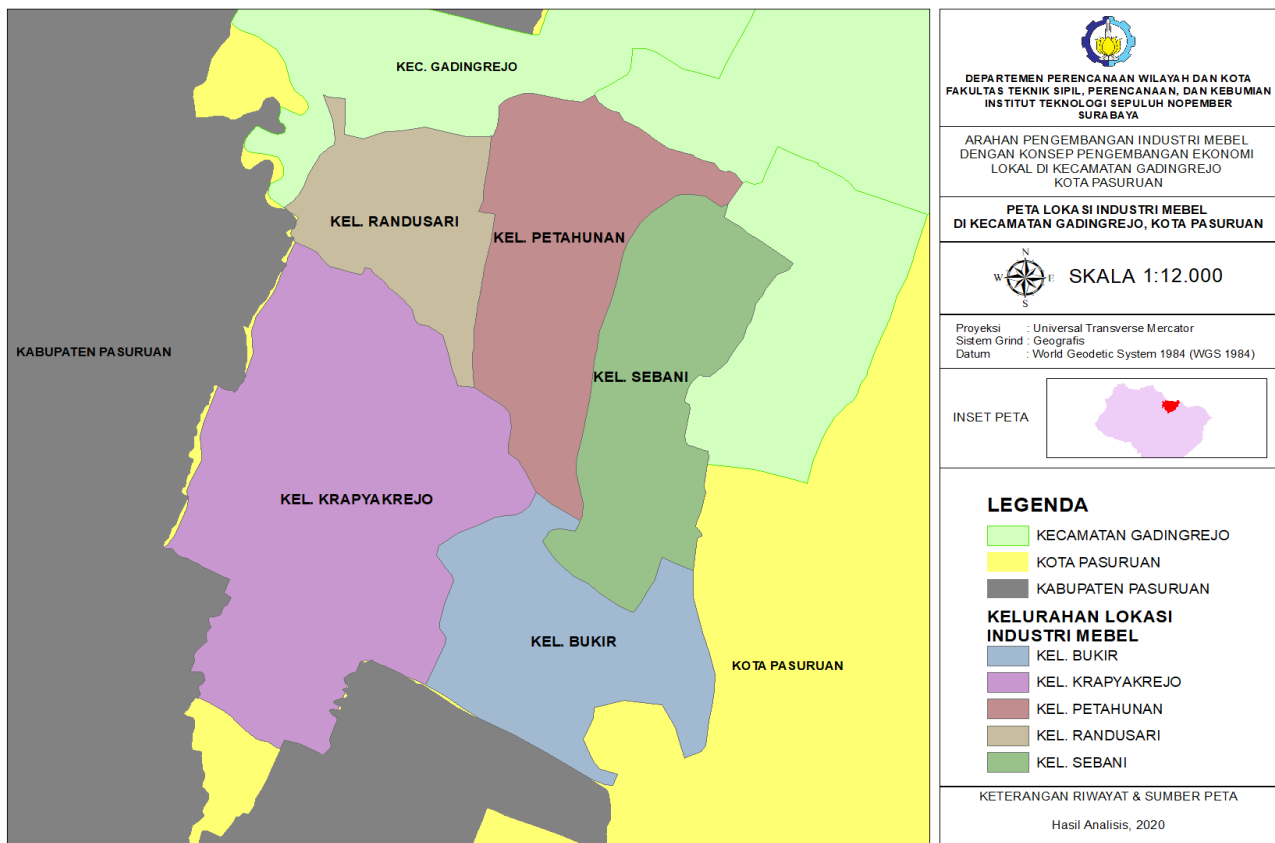 KEC. GADINGREJO
KEL. RANDUSARI
KEL. PETAHUNAN
KABUPATEN PASURUAN
KEL. SEBANI
KEL. KRAPYAKREJO
KEL. BUKIR
KOTA PASURUAN
DEPARTEMEN PERENCANAAN WILAYAH DAN KOTA
FAKULTAS TEKNIK SIPIL, PERENCANAAN, DAN KEBUMIAN
INSTITUT TEKNOLOGI SEPULUH NOPEMBER
SURABAYA
ARAHAN PENGEMBANGAN INDUSTRI MEBEL
DENGAN KONSEP PENGEMBANGAN EKONOMI
LOKAL DI KECAMATAN GADINGREJO
KOTA PASURUAN
PETA LOKASI INDUSTRI MEBEL
DI KECAMATAN GADINGREJO, KOTA PASURUAN
N
W E
S
SKALA 1:12.000
Proyeksi : Universal Transverse Mercator
Sistem Grind : Geografis
Datum : World Geodetic System 1984 (WGS 1984)
INSET PETA
LEGENDA
KECAMATAN GADINGREJO
KOTA PASURUAN
KABUPATEN PASURUAN
KELURAHAN LOKASI
INDUSTRI MEBEL
KEL. BUKIR
KEL. KRAPYAKREJO
KEL. PETAHUNAN
KEL. RANDUSARI
KEL. SEBANI
KETERANGAN RIWAYAT & SUMBER PETA
Hasil Analisis, 2020